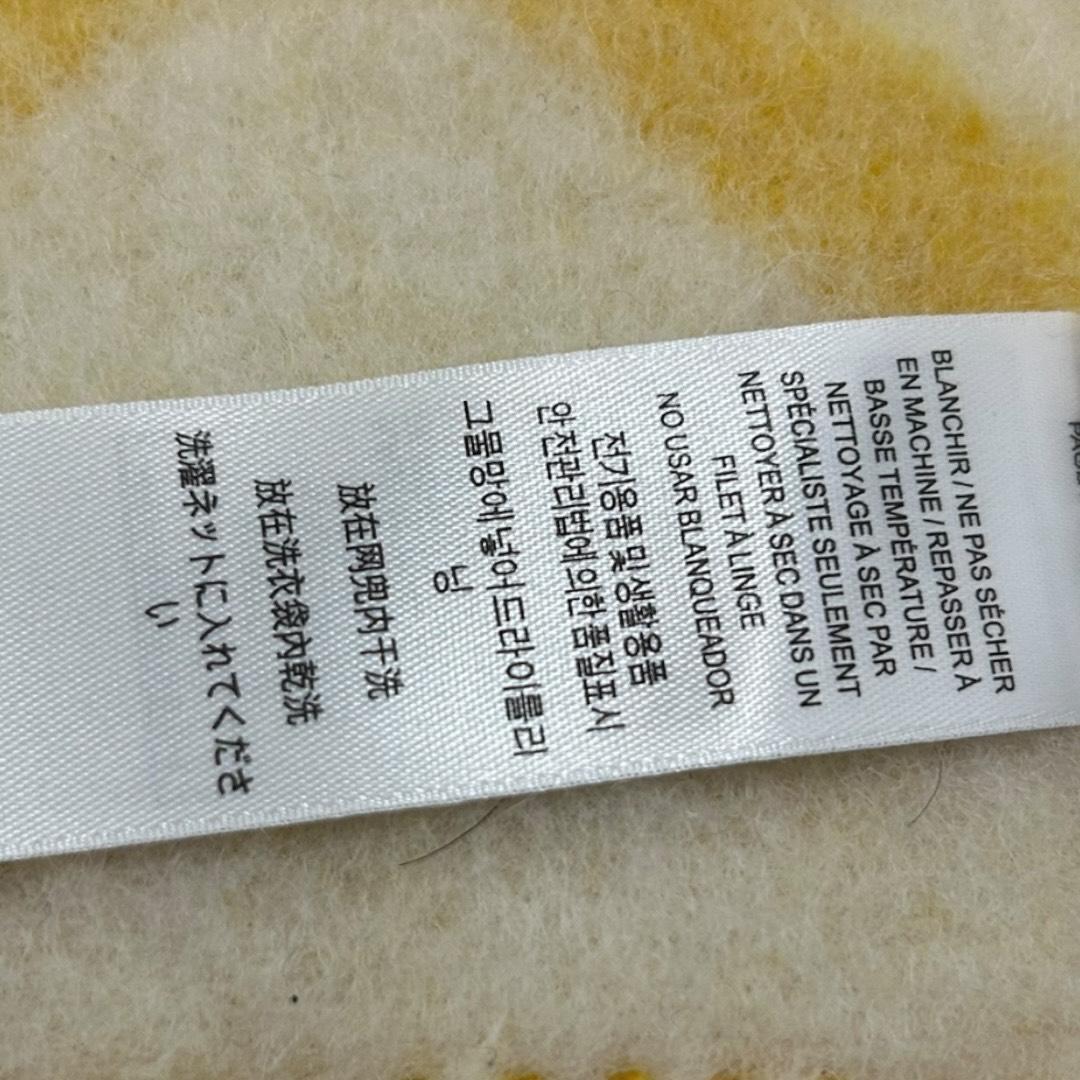 BLANCHIR / NE PAS SÉCHER
EN MACHINE / REPASSER À
BASSE TEMPÉRATURE /
NETTOYAGE À SEC PAR
SPÉCIALISTE SEULEMENT
NETTOYER À SEC DANS UN
FILET À LINGE
NO USAR BLANQUEADOR
전기용품 및 생활용품
안전관리법에 의한 품질표시
그물망에 넣어 드라이클리
닝
放在网兜内干洗
放在洗衣袋內乾洗
洗濯ネットに入れてくださ
い